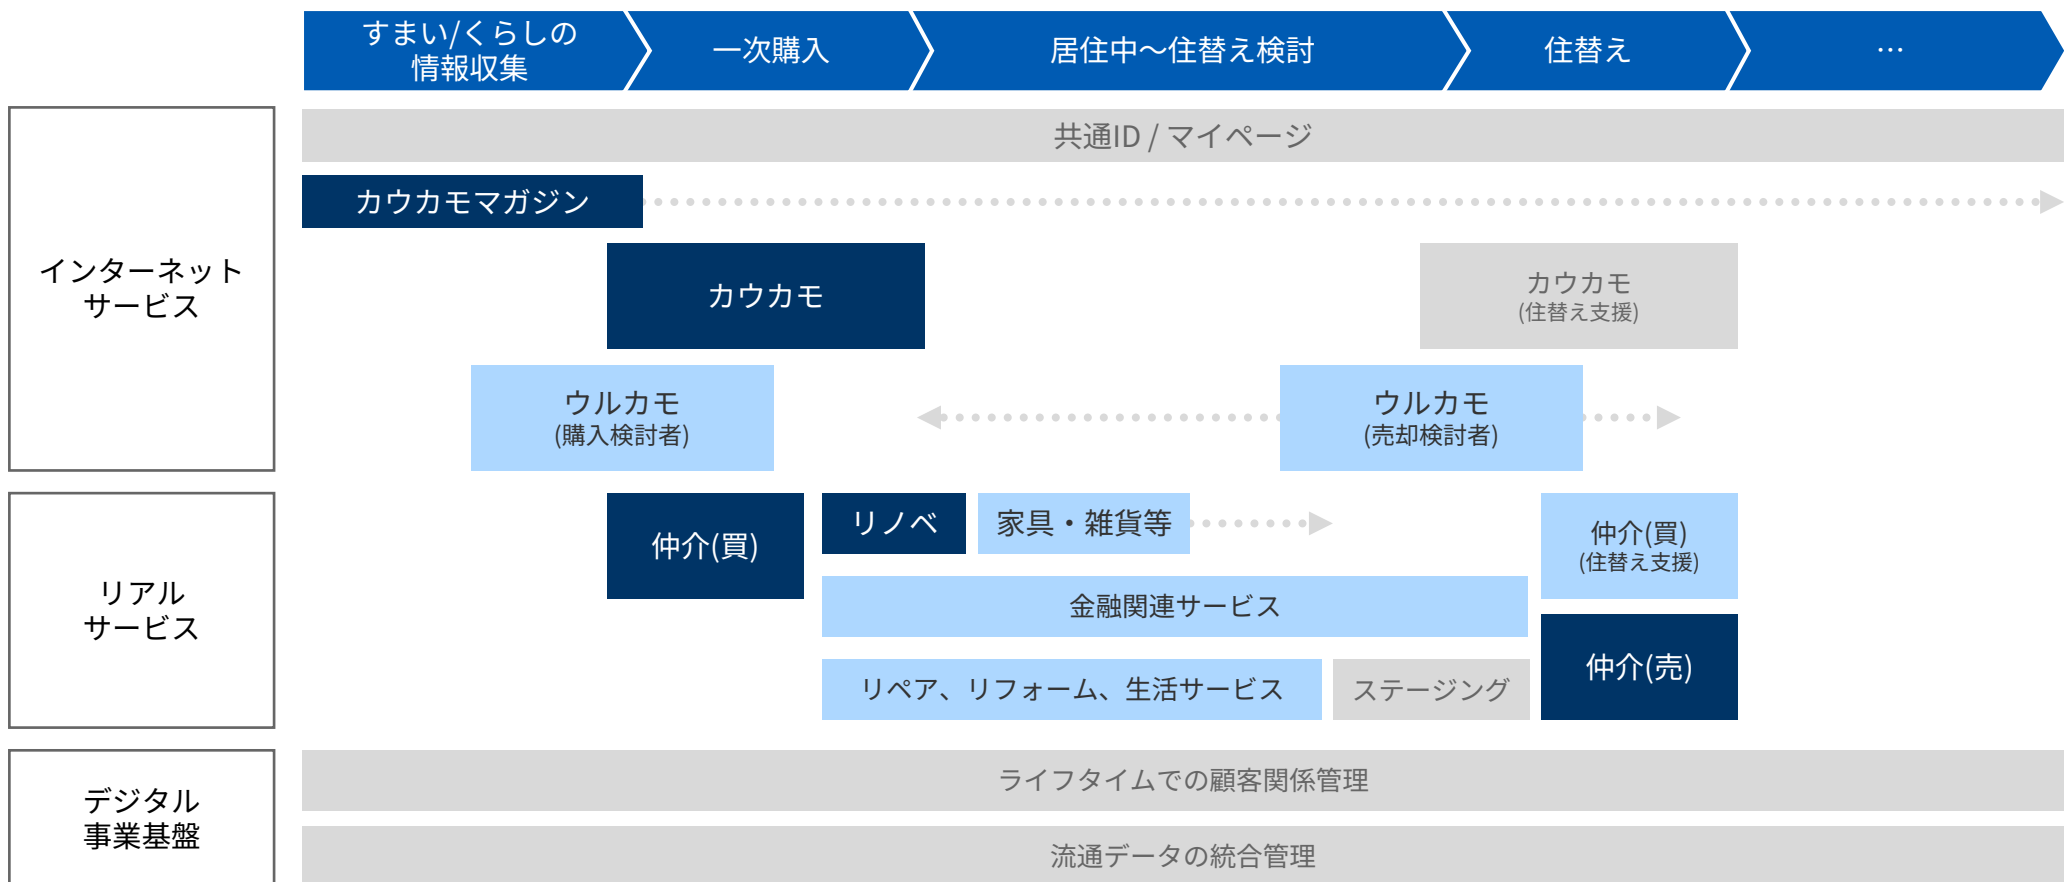 すまい/くらしの
情報収集
一次購入
居住中〜住替え検討
住替え
…
インターネット
サービス
共通ID / マイページ
カウカモマガジン
カウカモ
カウカモ
(住替え支援)
ウルカモ
(購入検討者)
ウルカモ
(売却検討者)
リアル
サービス
仲介(買)
リノベ
家具・雑貨等
仲介(買)
(住替え支援)
金融関連サービス
仲介(売)
リペア、リフォーム、生活サービス
ステージング
デジタル
事業基盤
ライフタイムでの顧客関係管理
流通データの統合管理